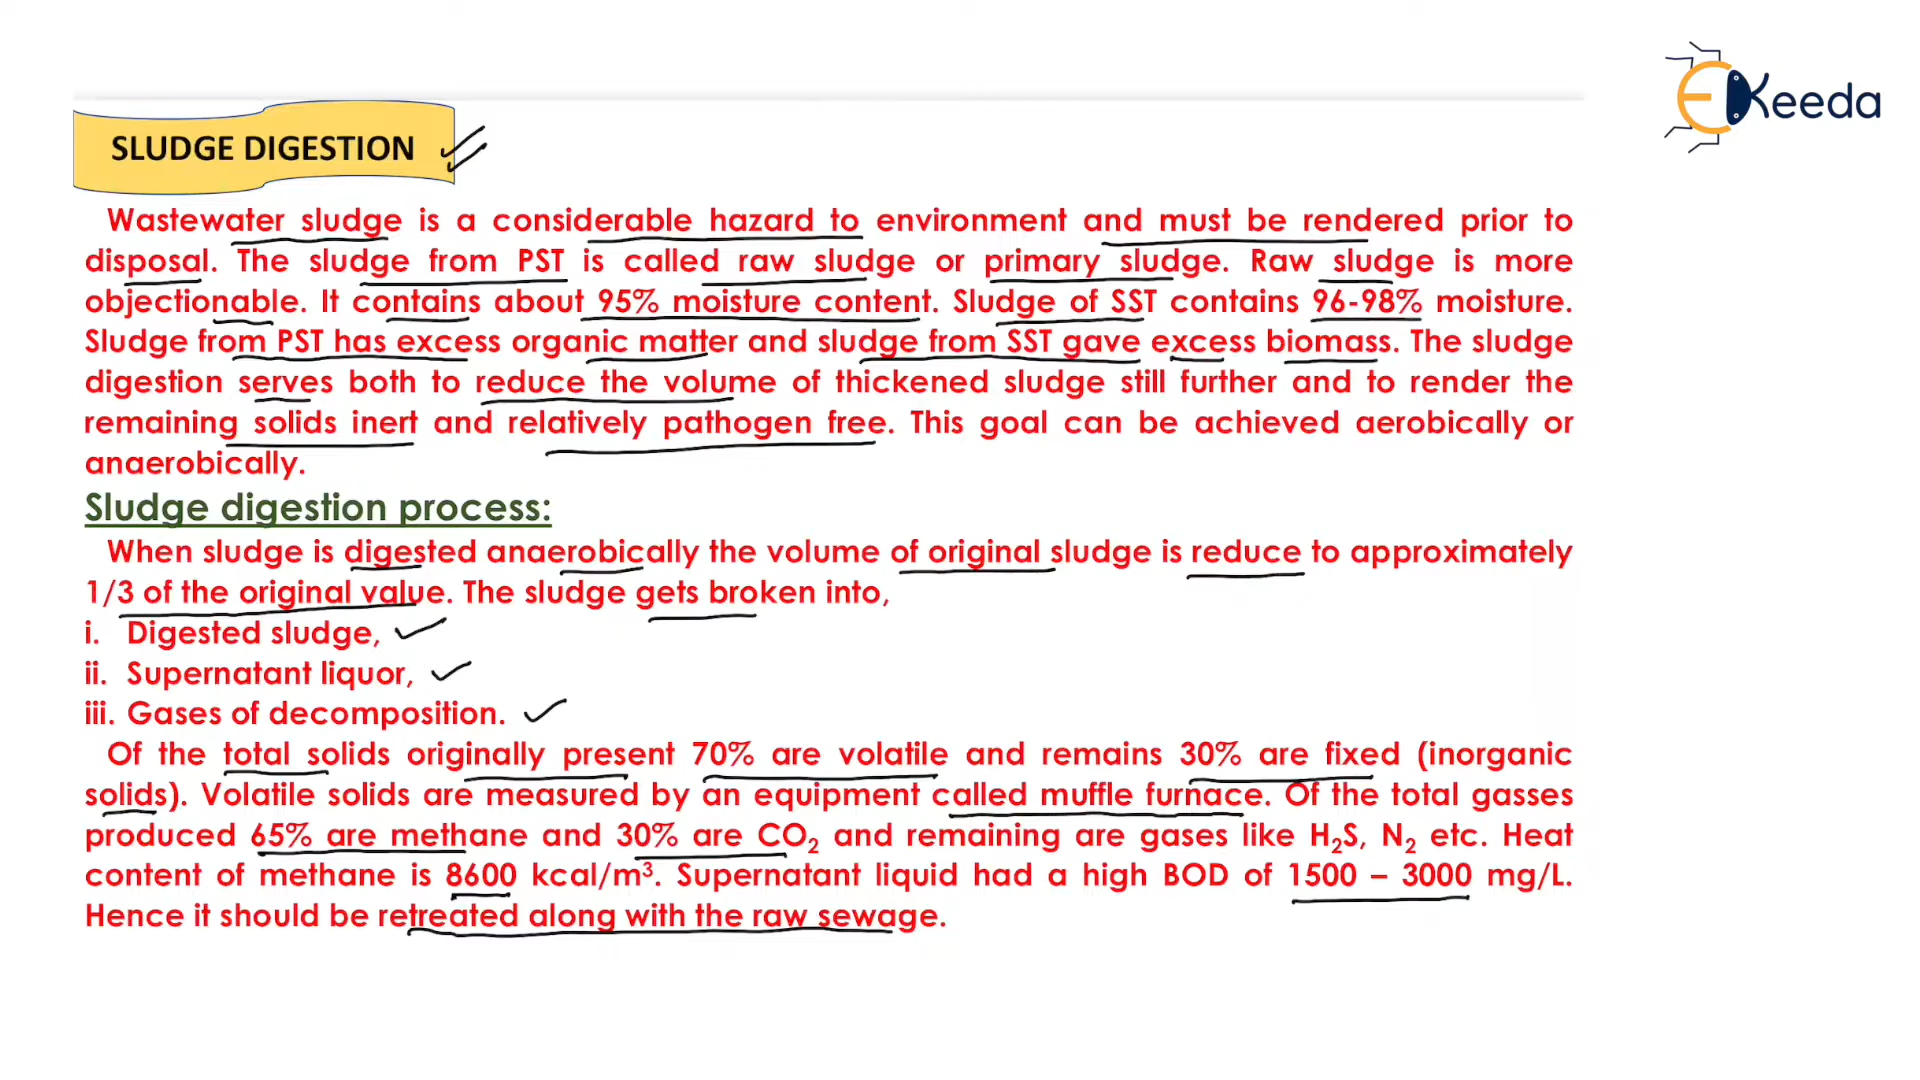 EKeeda
SLUDGE DIGESTION
Wastewater sludge is a considerable hazard to environment and must be rendered prior to
disposal. The sludge from PST is called raw sludge or primary sludge. Raw sludge is more
objectionable. It contains about 95% moisture content. Sludge of SST contains 96-98% moisture.
Sludge from PST has excess organic matter and sludge from SST gave excess biomass. The sludge
digestion serves both to reduce the volume of thickened sludge still further and to render the
remaining solids inert and relatively pathogen free. This goal can be achieved aerobically or
anaerobically.
Sludge digestion process:
When sludge is digested anaerobically the volume of original sludge is reduce to approximately
1/3 of the original value. The sludge gets broken into,
i. Digested sludge,
ii. Supernatant liquor,
iii. Gases of decomposition.
Of the total solids originally present 70% are volatile and remains 30% are fixed (inorganic
solids). Volatile solids are measured by an equipment called muffle furnace. Of the total gasses
produced 65% are methane and 30% are CO₂ and remaining are gases like H₂S, N₂ etc. Heat
content of methane is 8600 kcal/m³. Supernatant liquid had a high BOD of 1500 – 3000 mg/L.
Hence it should be retreated along with the raw sewage.